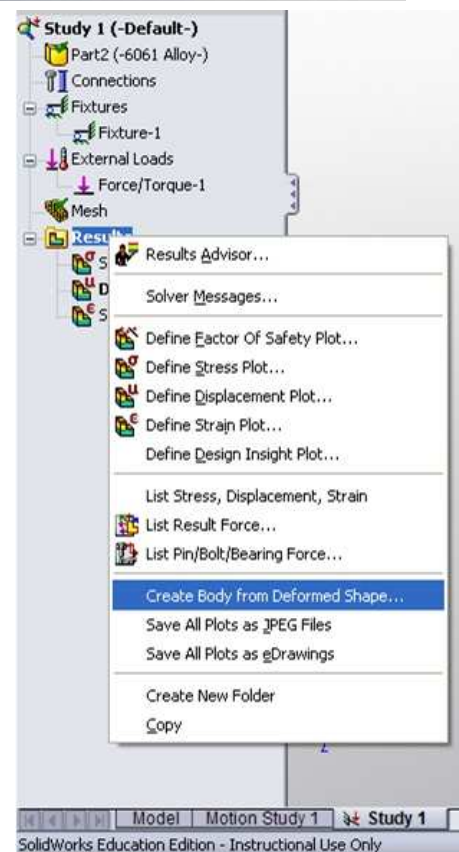 Study 1 (-Default-)
Part2 (-6061 Alloy-)
Connections
Fixtures
Fixture-1
External Loads
Force/Torque-1
Mesh
Results
Results Advisor...
Solver Messages...
Define Factor Of Safety Plot...
Define Stress Plot...
Define Displacement Plot...
Define Strain Plot...
Define Design Insight Plot...
List Stress, Displacement, Strain
List Result Force...
List Pin/Bolt/Bearing Force...
Create Body from Deformed Shape...
Save All Plots as JPEG Files
Save All Plots as eDrawings
Create New Folder
Copy
Model Motion Study 1 Study 1
SolidWorks Education Edition - Instructional Use Only